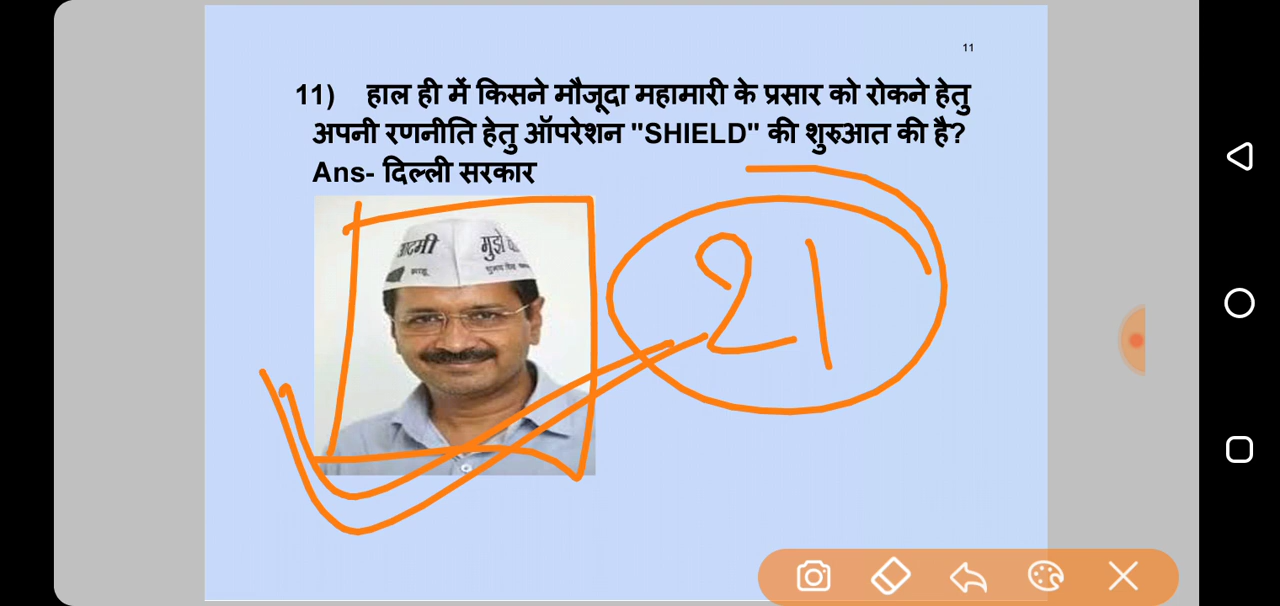 11
11) हाल ही में किसने मौजूदा महामारी के प्रसार को रोकने हेतु
अपनी रणनीति हेतु ऑपरेशन "SHIELD" की शुरुआत की है?
Ans- दिल्ली सरकार
मुझे
21